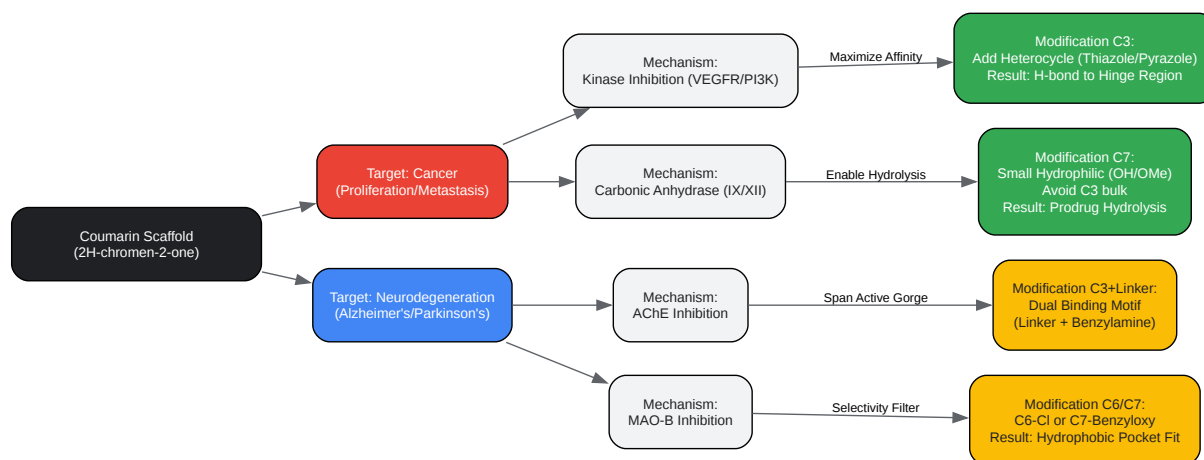 Coumarin Scaffold
(2H-chromen-2-one)
Target: Cancer
(Proliferation/Metastasis)
Target: Neurodegeneration
(Alzheimer's/Parkinson's)
Mechanism:
Kinase Inhibition (VEGFR/PI3K)
Maximize Affinity
Modification C3:
Add Heterocycle (Thiazole/Pyrazole)
Result: H-bond to Hinge Region
Mechanism:
Carbonic Anhydrase (IX/XII)
Enable Hydrolysis
Modification C7:
Small Hydrophilic (OH/OMe)
Avoid C3 bulk
Result: Prodrug Hydrolysis
Mechanism:
AChE Inhibition
Span Active Gorge
Modification C3+Linker:
Dual Binding Motif
(Linker + Benzylamine)
Mechanism:
MAO-B Inhibition
Selectivity Filter
Modification C6/C7:
C6-Cl or C7-Benzyloxy
Result: Hydrophobic Pocket Fit